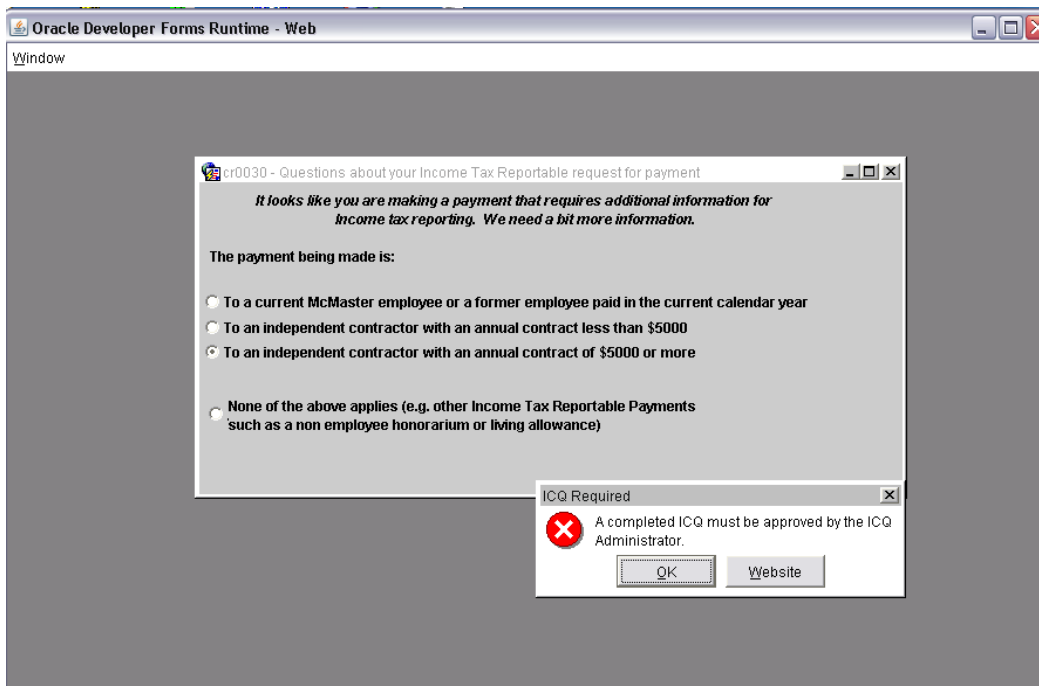 Oracle Developer Forms Runtime - Web
Window
cr0030 - Questions about your Income Tax Reportable request for payment
It looks like you are making a payment that requires additional information for
Income tax reporting. We need a bit more information.
The payment being made is:
To a current McMaster employee or a former employee paid in the current calendar year
To an independent contractor with an annual contract less than $5000
To an independent contractor with an annual contract of $5000 or more
None of the above applies (e.g. other Income Tax Reportable Payments
such as a non employee honorarium or living allowance)
ICQ Required
A completed ICQ must be approved by the ICQ
Administrator.
OK
Website